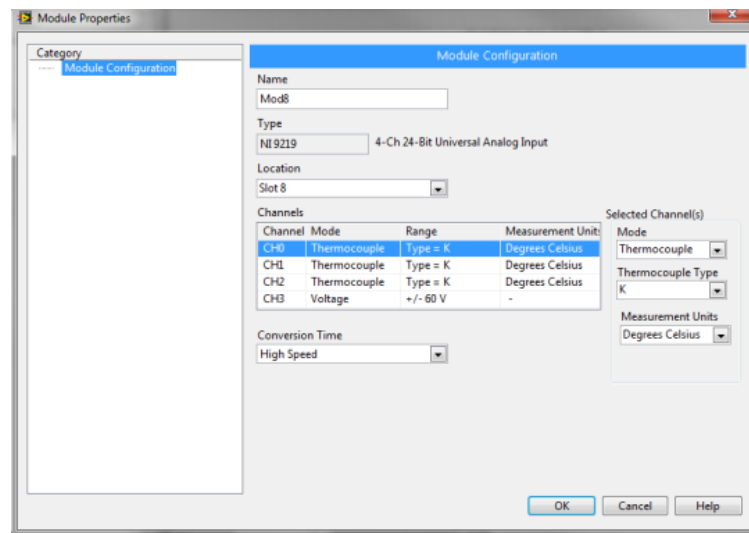 Module Properties
Category
Module Configuration
Module Configuration
Name
Mod8
Type
NI 9219 4-Ch 24-Bit Universal Analog Input
Location
Slot 8
Channels
Channel Mode Range Measurement Units
CH0 Thermocouple Type = K Degrees Celsius
CH1 Thermocouple Type = K Degrees Celsius
CH2 Thermocouple Type = K Degrees Celsius
CH3 Voltage +/- 60 V -
Conversion Time
High Speed
Selected Channel(s)
Mode
Thermocouple
Thermocouple Type
K
Measurement Units
Degrees Celsius
OK Cancel Help